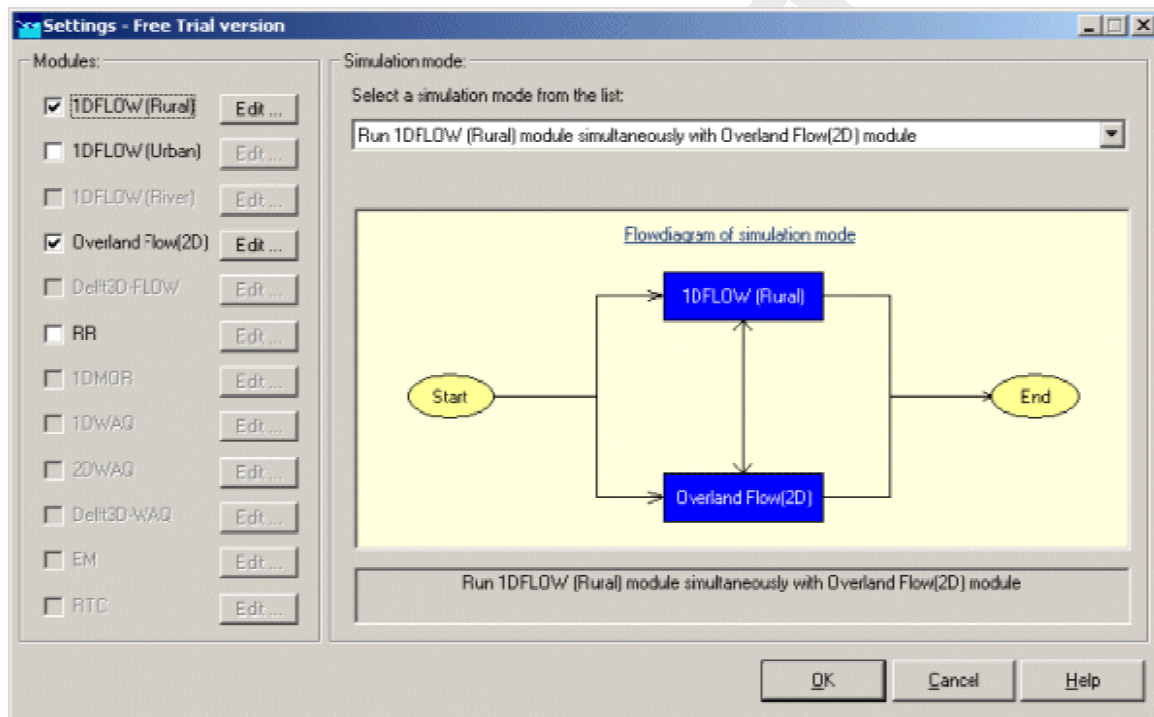 Settings - Free Trial version
Modules:
1DFLOW (Rural) Edit ...
1DFLOW (Urban) Edit ...
1DFLOW (River) Edit ...
Overland Flow(2D) Edit ...
Delft3D-FLOW Edit ...
RR Edit ...
1DMOR Edit ...
1DWAQ Edit ...
2DWAQ Edit ...
Delft3D-WAQ Edit ...
EM Edit ...
RTC Edit ...
Simulation mode:
Select a simulation mode from the list:
Run 1DFLOW (Rural) module simultaneously with Overland Flow(2D) module
Flowdiagram of simulation mode
1DFLOW (Rural)
Start
End
Overland Flow(2D)
Run 1DFLOW (Rural) module simultaneously with Overland Flow(2D) module
OK Cancel Help